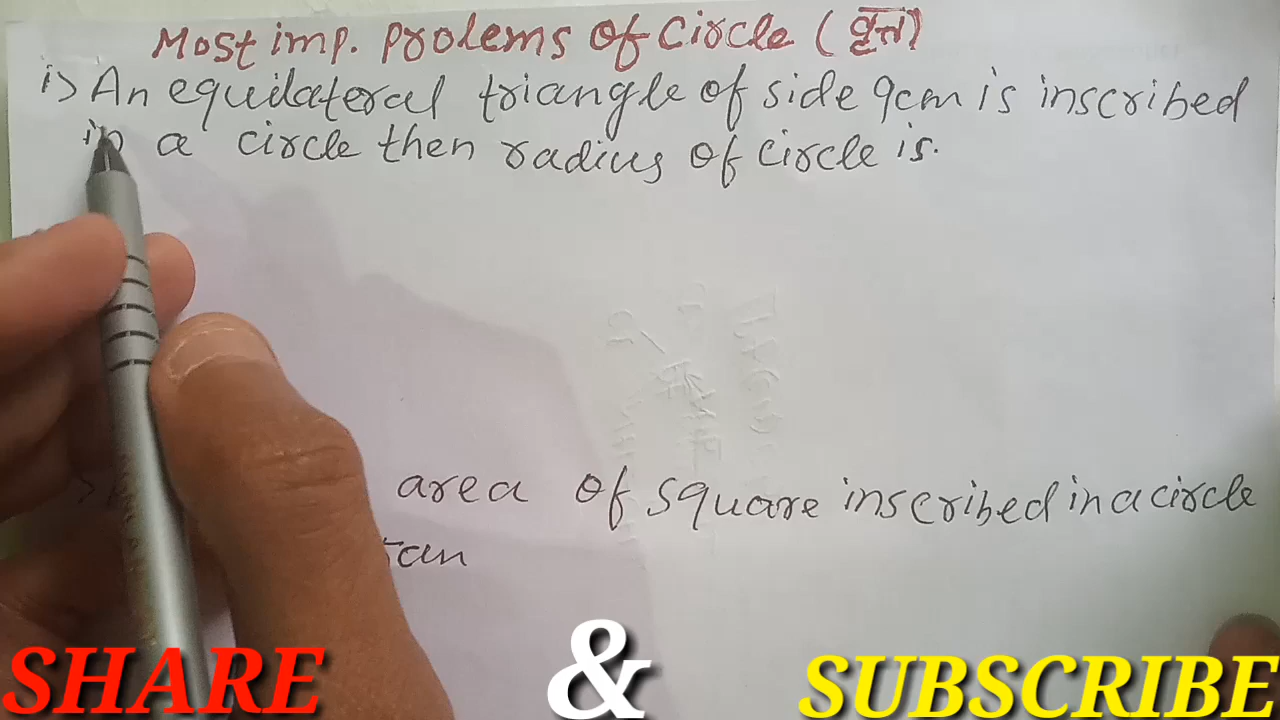 Most imp. Prolems of circle (वृत्त)
i> An equilateral triangle of side 9cm is inscribed
in a circle then radius of circle is.
area of square inscribed in a circle
tan
SHARE & SUBSCRIBE